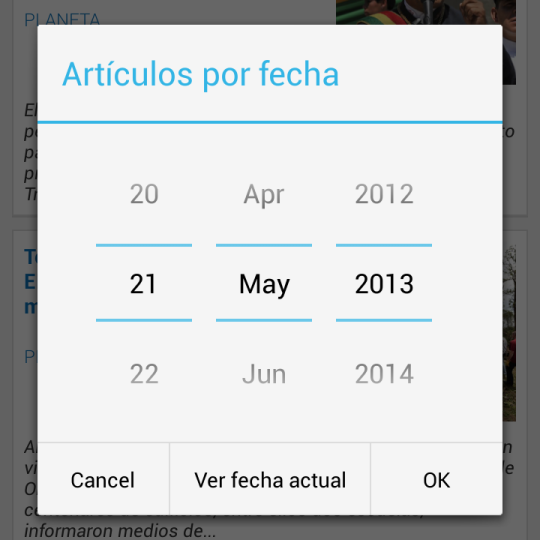 PLANETA
Artículos por fecha
20 Apr 2012
21 May 2013
22 Jun 2014
Cancel Ver fecha actual OK
informaron medios de...